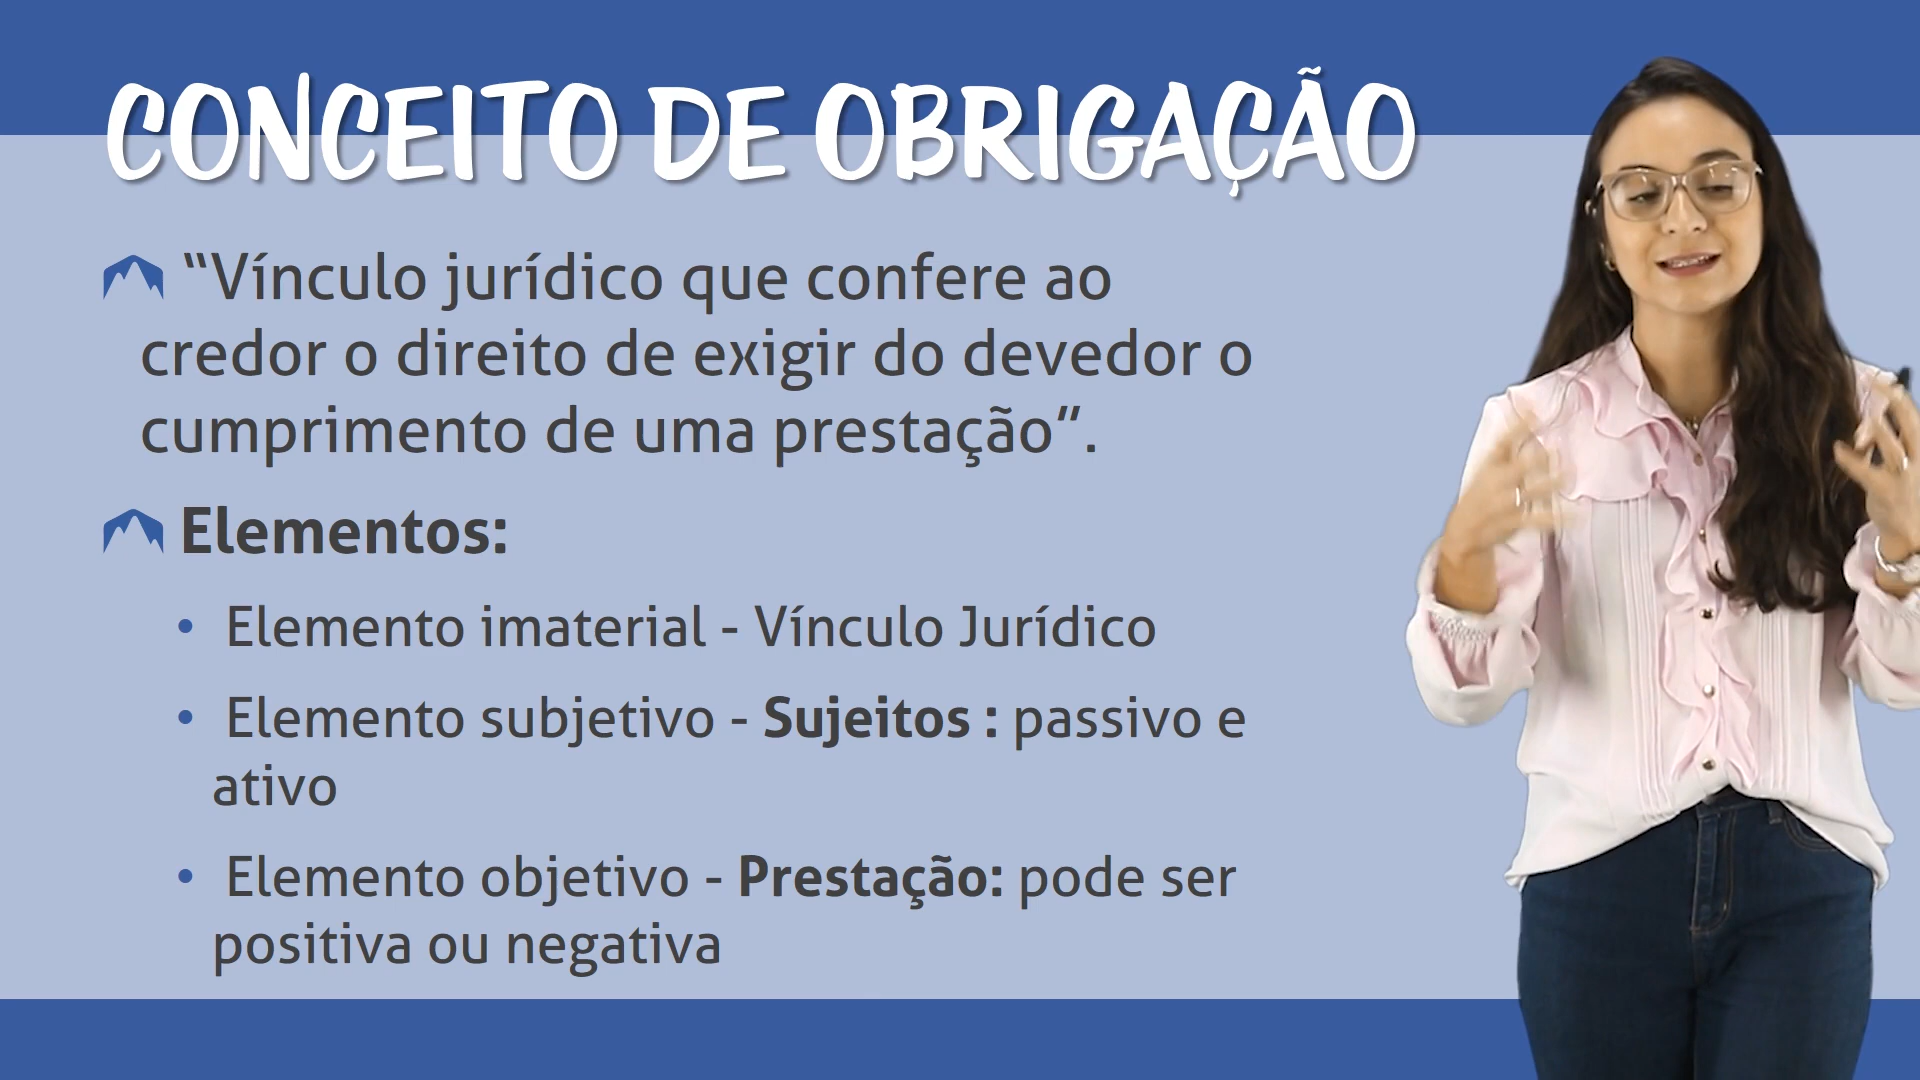 CONCEITO DE OBRIGAÇÃO
“Vínculo jurídico que confere ao
credor o direito de exigir do devedor o
cumprimento de uma prestação”.
Elementos:
• Elemento imaterial - Vínculo Jurídico
• Elemento subjetivo - Sujeitos : passivo e
ativo
• Elemento objetivo - Prestação: pode ser
positiva ou negativa